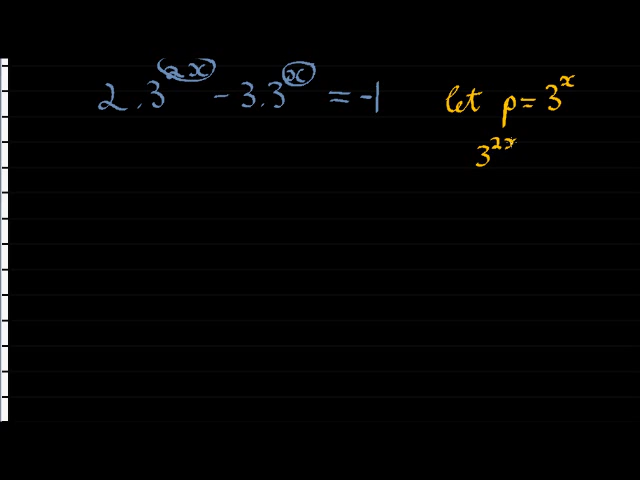 2 . 3^{2x} - 3 . 3^{x} = -1
let p = 3^{x}
3^{2x}